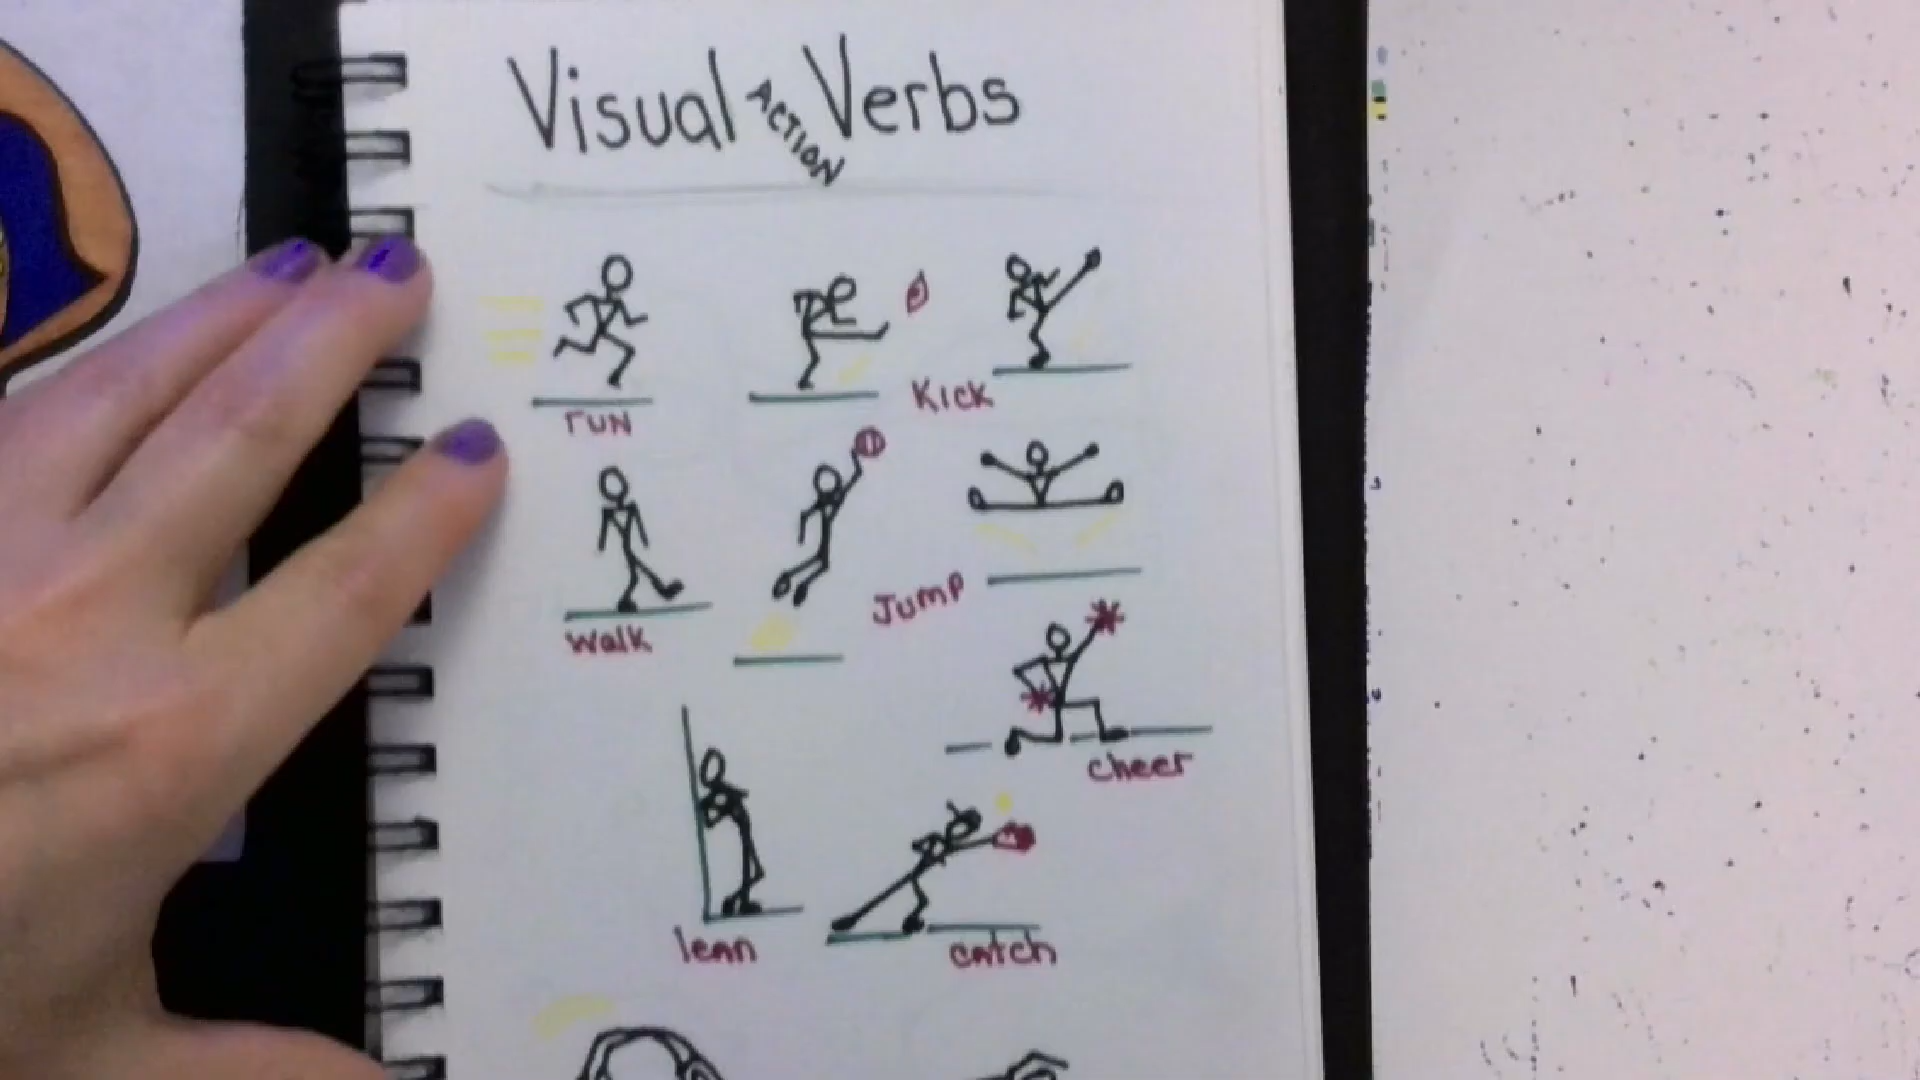 Visual ACTION Verbs
run
Kick
walk
Jump
cheer
lean
catch